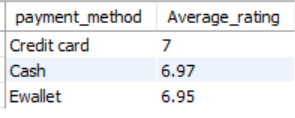 payment_method Average_rating
Credit card 7
Cash 6.97
Ewallet 6.95